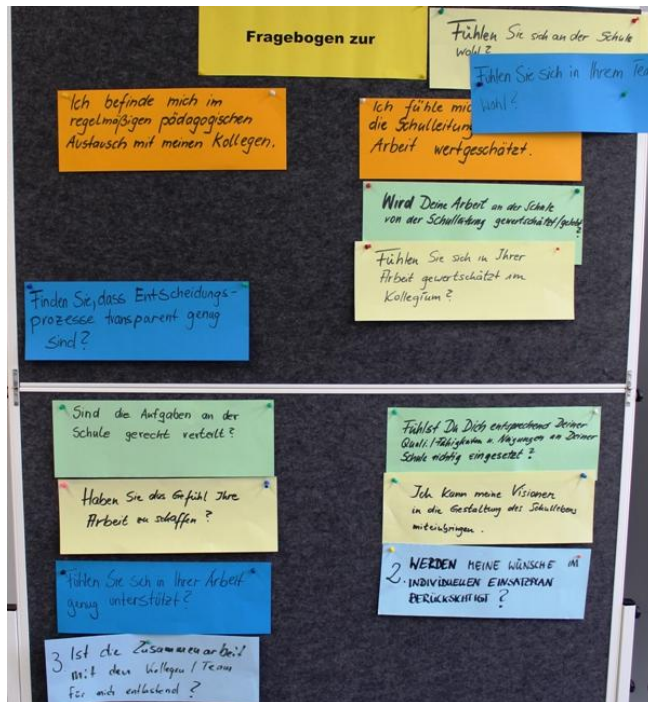 Fragebogen zur
Fühlen Sie sich an der Schule
wohl?
Fühlen Sie sich in Ihrem Tea
wohl?
Ich befinde mich im
regelmäßigen pädagogischen
Austausch mit meinen Kollegen.
Ich fühle mic
die Schulleitung
Arbeit wertgeschätzt.
Wird Deine Arbeit an der Schule
von der Schulleitung gewertschätzt/gelobt
?
Fühlen Sie sich in Ihrer
Arbeit gewertschätzt im
Kollegium?
Finden Sie, dass Entscheidungs-
prozesse transparent genug
sind?
Sind die Aufgaben an der
Schule gerecht verteilt?
Haben Sie das Gefühl Ihre
Arbeit zu schaffen?
Fühlen Sie sich in Ihrer Arbeit
genug unterstützt?
3. Ist die Zusammenarbeit
mit den Kollegen / Team
für mich entlastend?
Fühlst Du Dich entsprechend Deiner
Quali./Fähigkeiten u. Neigungen an Deiner
Schule richtig eingesetzt?
Ich kann meine Visionen
in die Gestaltung des Schullebens
miteinbringen.
2. WERDEN MEINE WÜNSCHE IM
INDIVIDUELLEN EINSATZPLAN
BERÜCKSICHTIGT?